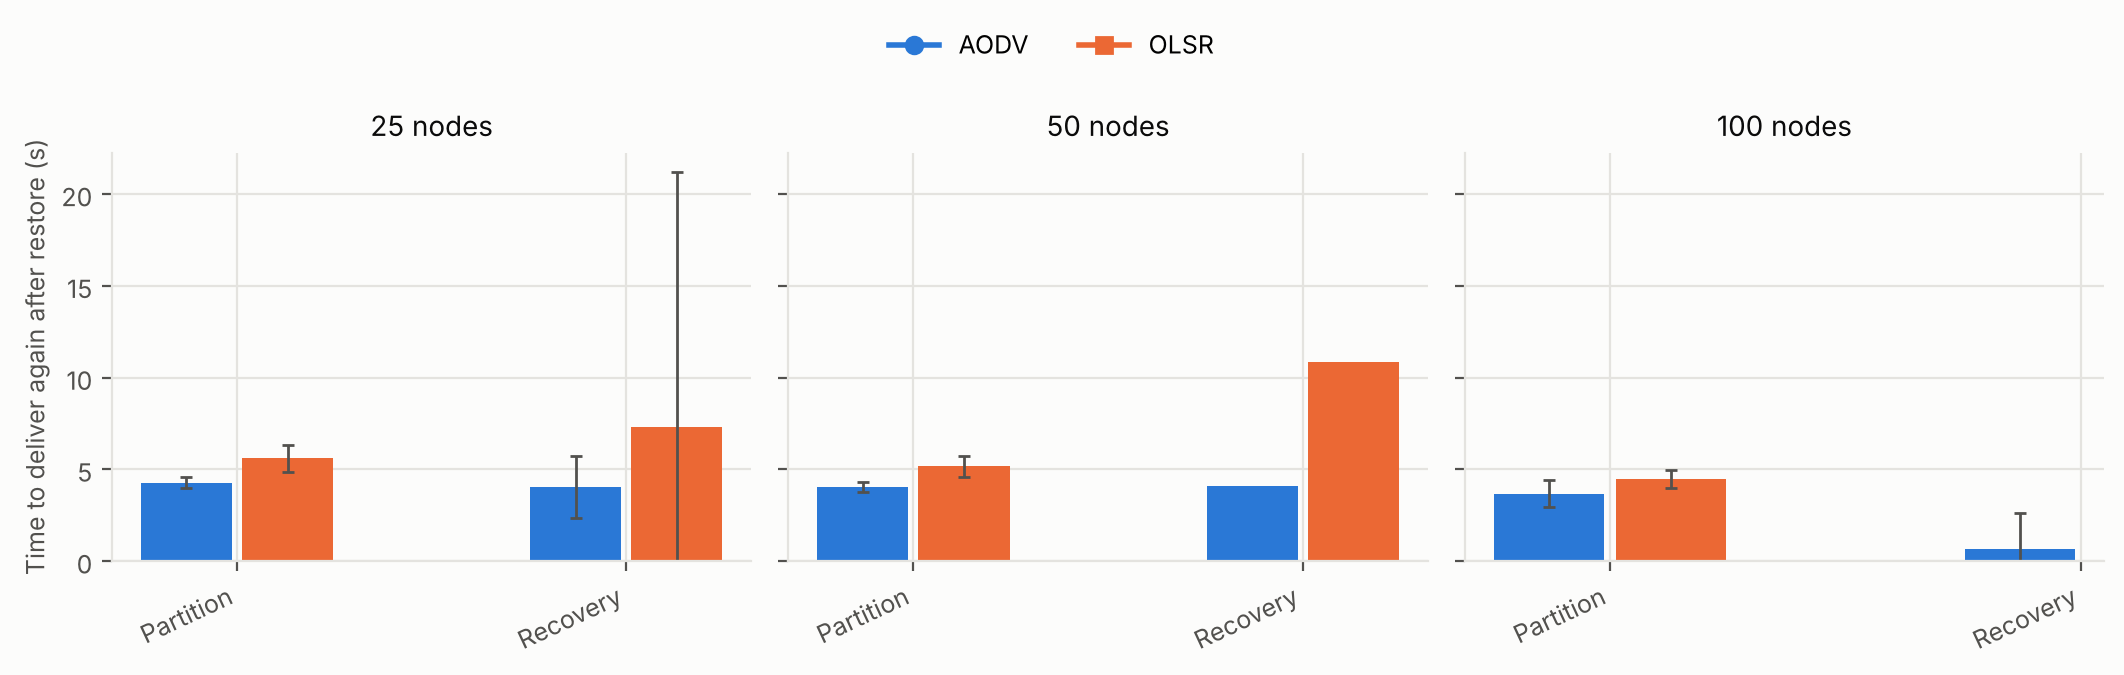 AODV OLSR
25 nodes
50 nodes
100 nodes
Time to deliver again after restore (s)
20
15
10
5
0
Partition
Recovery
Partition
Recovery
Partition
Recovery